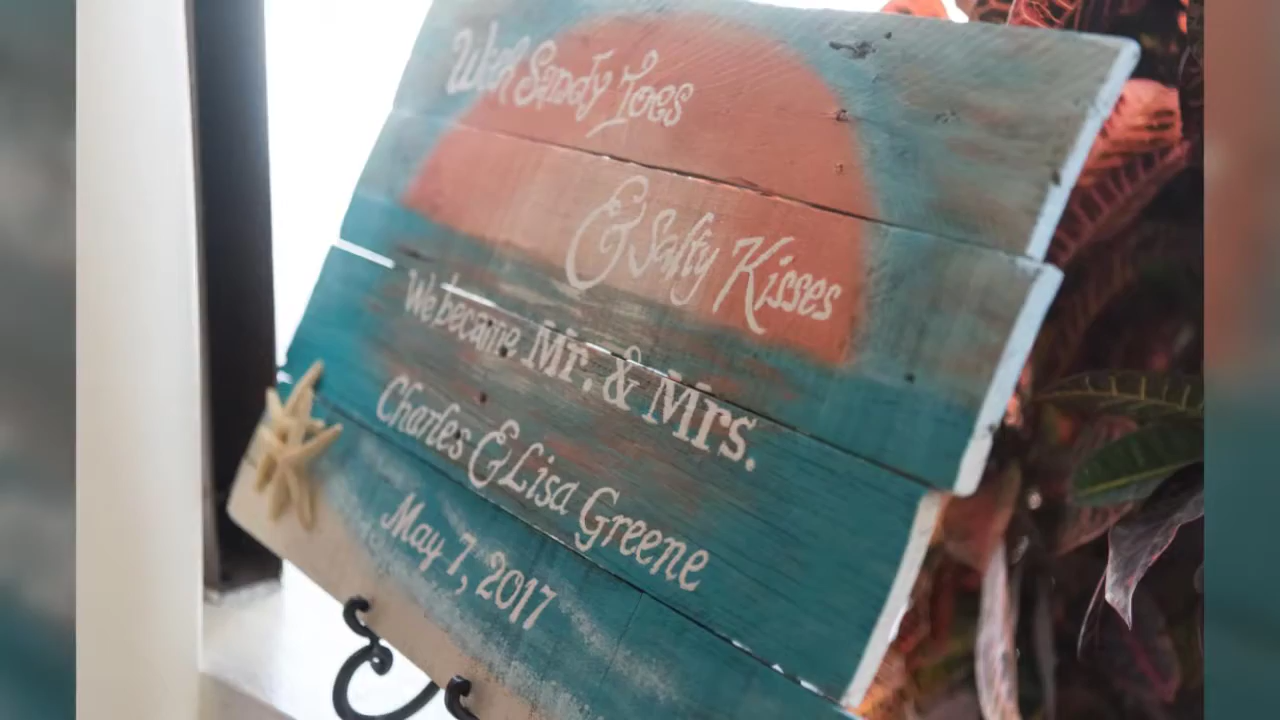 With Sandy Toes
& Salty Kisses
We became Mr. & Mrs.
Charles & Lisa Greene
May 7, 2017